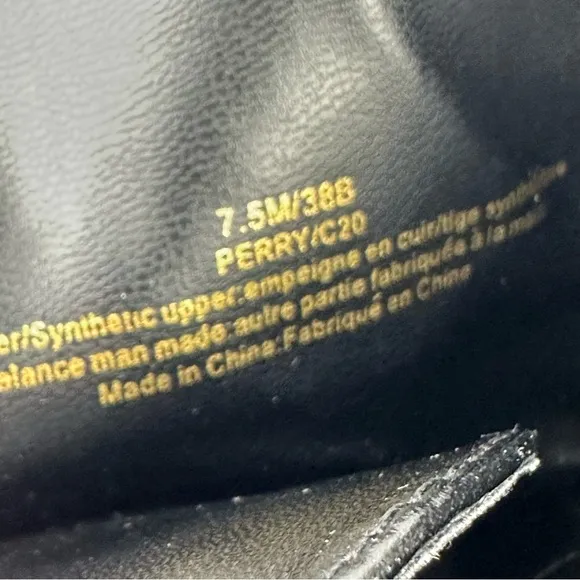 7.5M/38B
PERRY/C20
er/Synthetic upper:empeigne en cuir/tige synthétique
alance man made:autre partie fabriquée à la main
Made in China:Fabriqué en Chine